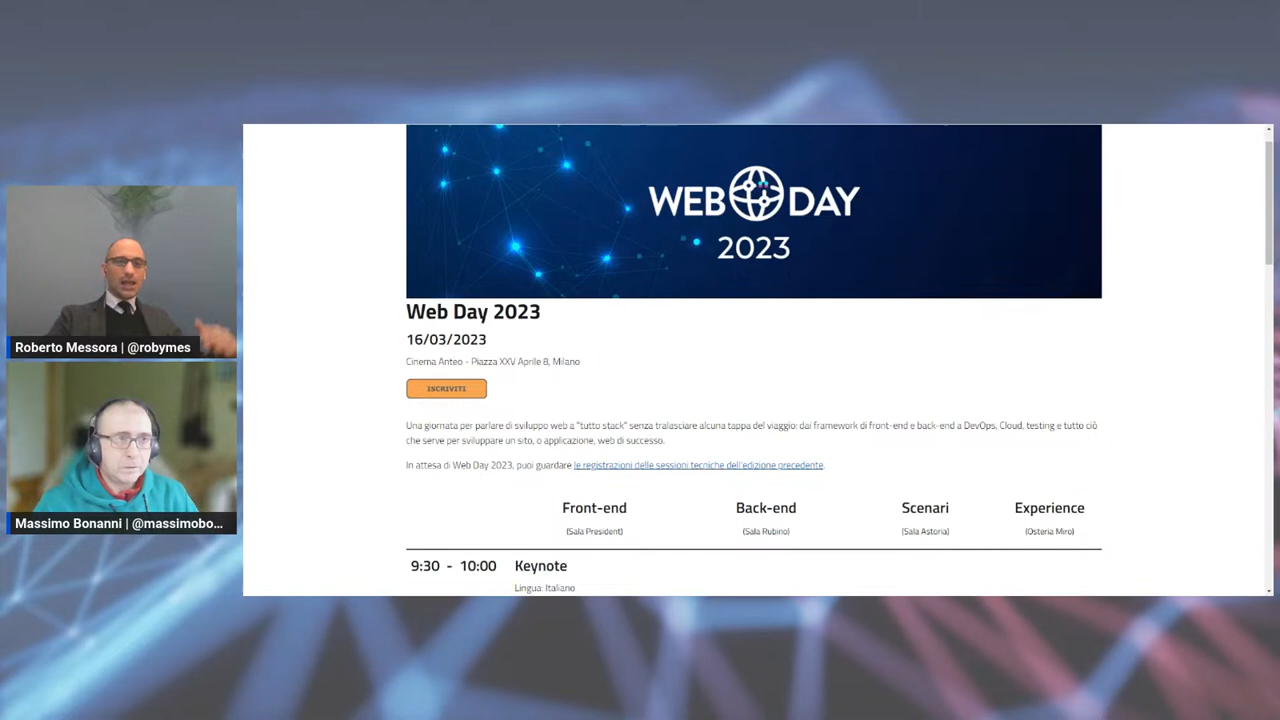 WEB DAY
2023
Web Day 2023
16/03/2023
Cinema Anteo - Piazza XXV Aprile 8, Milano
ISCRIVITI
Una giornata per parlare di sviluppo web a "tutto stack" senza tralasciare alcuna tappa del viaggio: dai framework di front-end e back-end a DevOps, Cloud, testing e tutto ciò
che serve per sviluppare un sito, o applicazione, web di successo.
In attesa di Web Day 2023, puoi guardare le registrazioni delle sessioni tecniche dell'edizione precedente.
Front-end Back-end Scenari Experience
(Sala President) (Sala Rubino) (Sala Astoria) (Osteria Miro)
9:30 - 10:00 Keynote
Lingua: Italiano
Roberto Messora | @robymes
Massimo Bonanni | @massimobo...